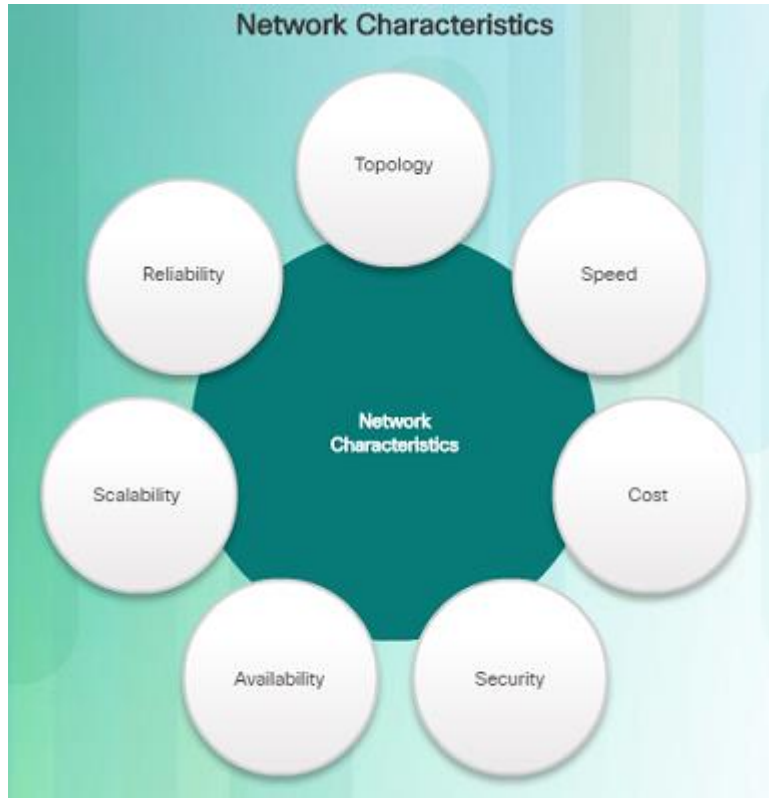 Network Characteristics
Topology
Reliability
Speed
Network
Characteristics
Scalability
Cost
Availability
Security